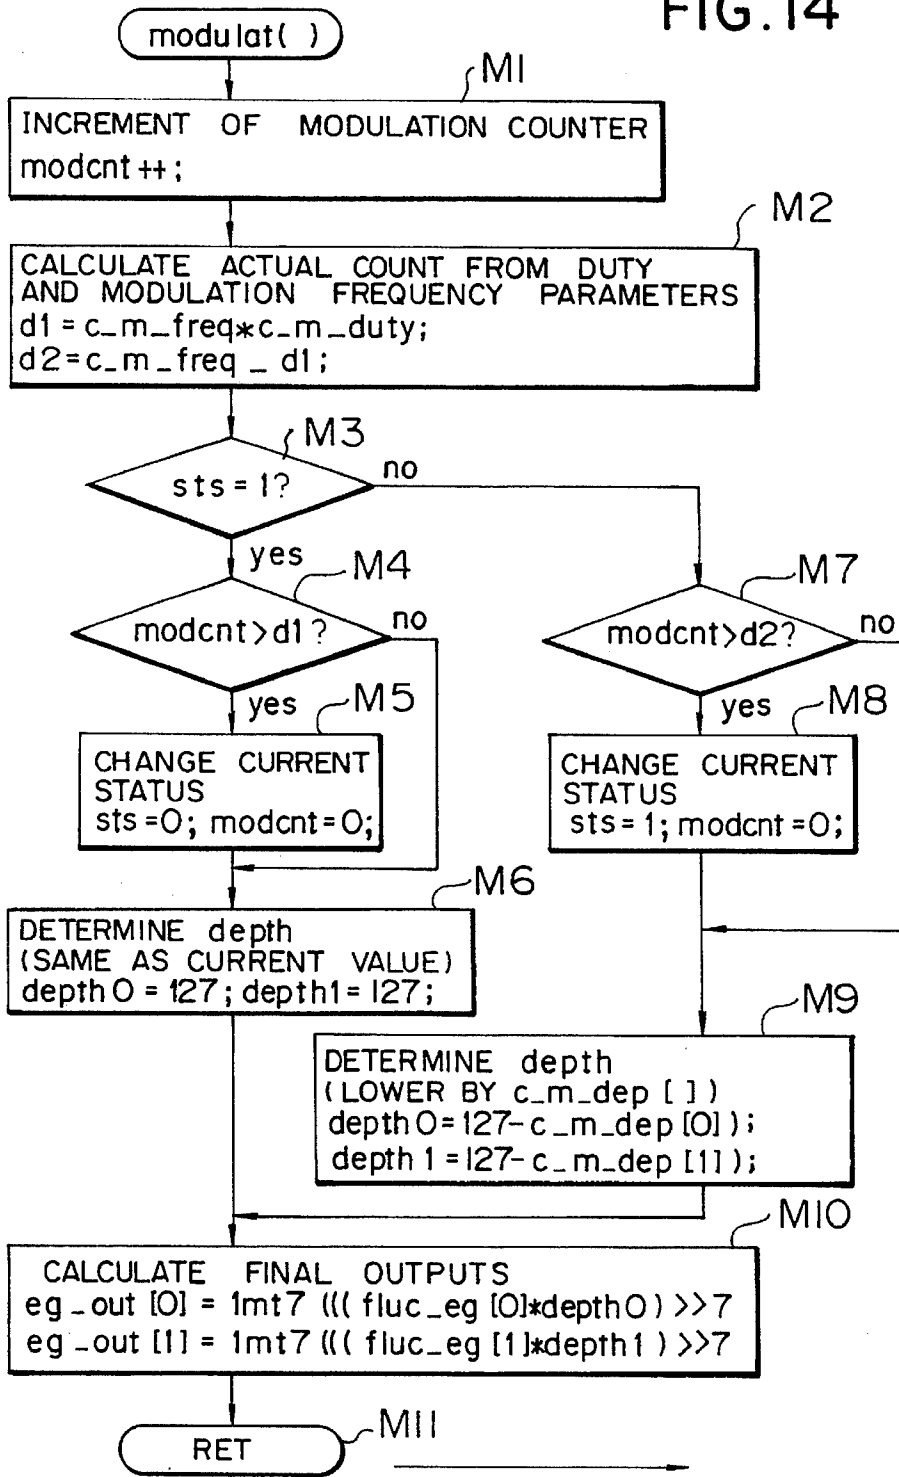 FIG. 14
modulat( )
M1
INCREMENT OF MODULATION COUNTER
modcnt ++;
M2
CALCULATE ACTUAL COUNT FROM DUTY
AND MODULATION FREQUENCY PARAMETERS
d1 = c_m_freq*c_m_duty;
d2=c_m_freq _ d1;
M3
sts = 1?
no
yes
M4
modcnt>d1?
no
yes
M5
CHANGE CURRENT
STATUS
sts =0; modcnt=0;
M7
modcnt>d2?
no
yes
M8
CHANGE CURRENT
STATUS
sts=1; modcnt=0;
M6
DETERMINE depth
(SAME AS CURRENT VALUE)
depth0 = 127; depth1=127;
M9
DETERMINE depth
(LOWER BY c_m_dep [ ])
depth0=127-c_m_dep [0]);
depth1=127-c_m_dep [1]);
M10
CALCULATE FINAL OUTPUTS
eg_out [0] = 1mt7 (((fluc_eg [0]*depth0) >>7
eg_out [1] = 1mt7 (((fluc_eg [1]*depth1) >>7
M11
RET